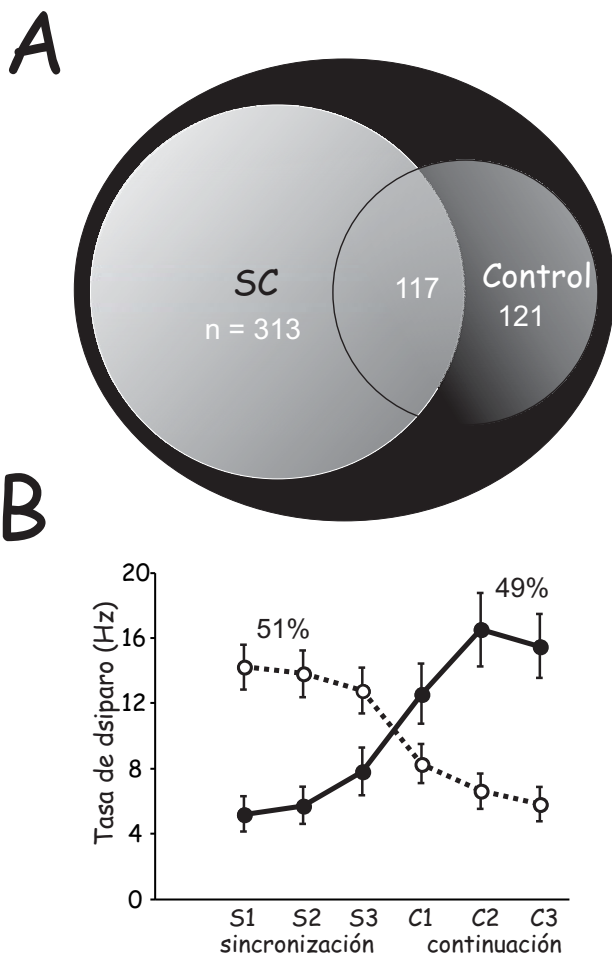 A
SC
n = 313
117
Control
121
B
Tasa de dsiparo (Hz)
20
16
12
8
4
0
51%
49%
S1 S2 S3 C1 C2 C3
sincronización continuación